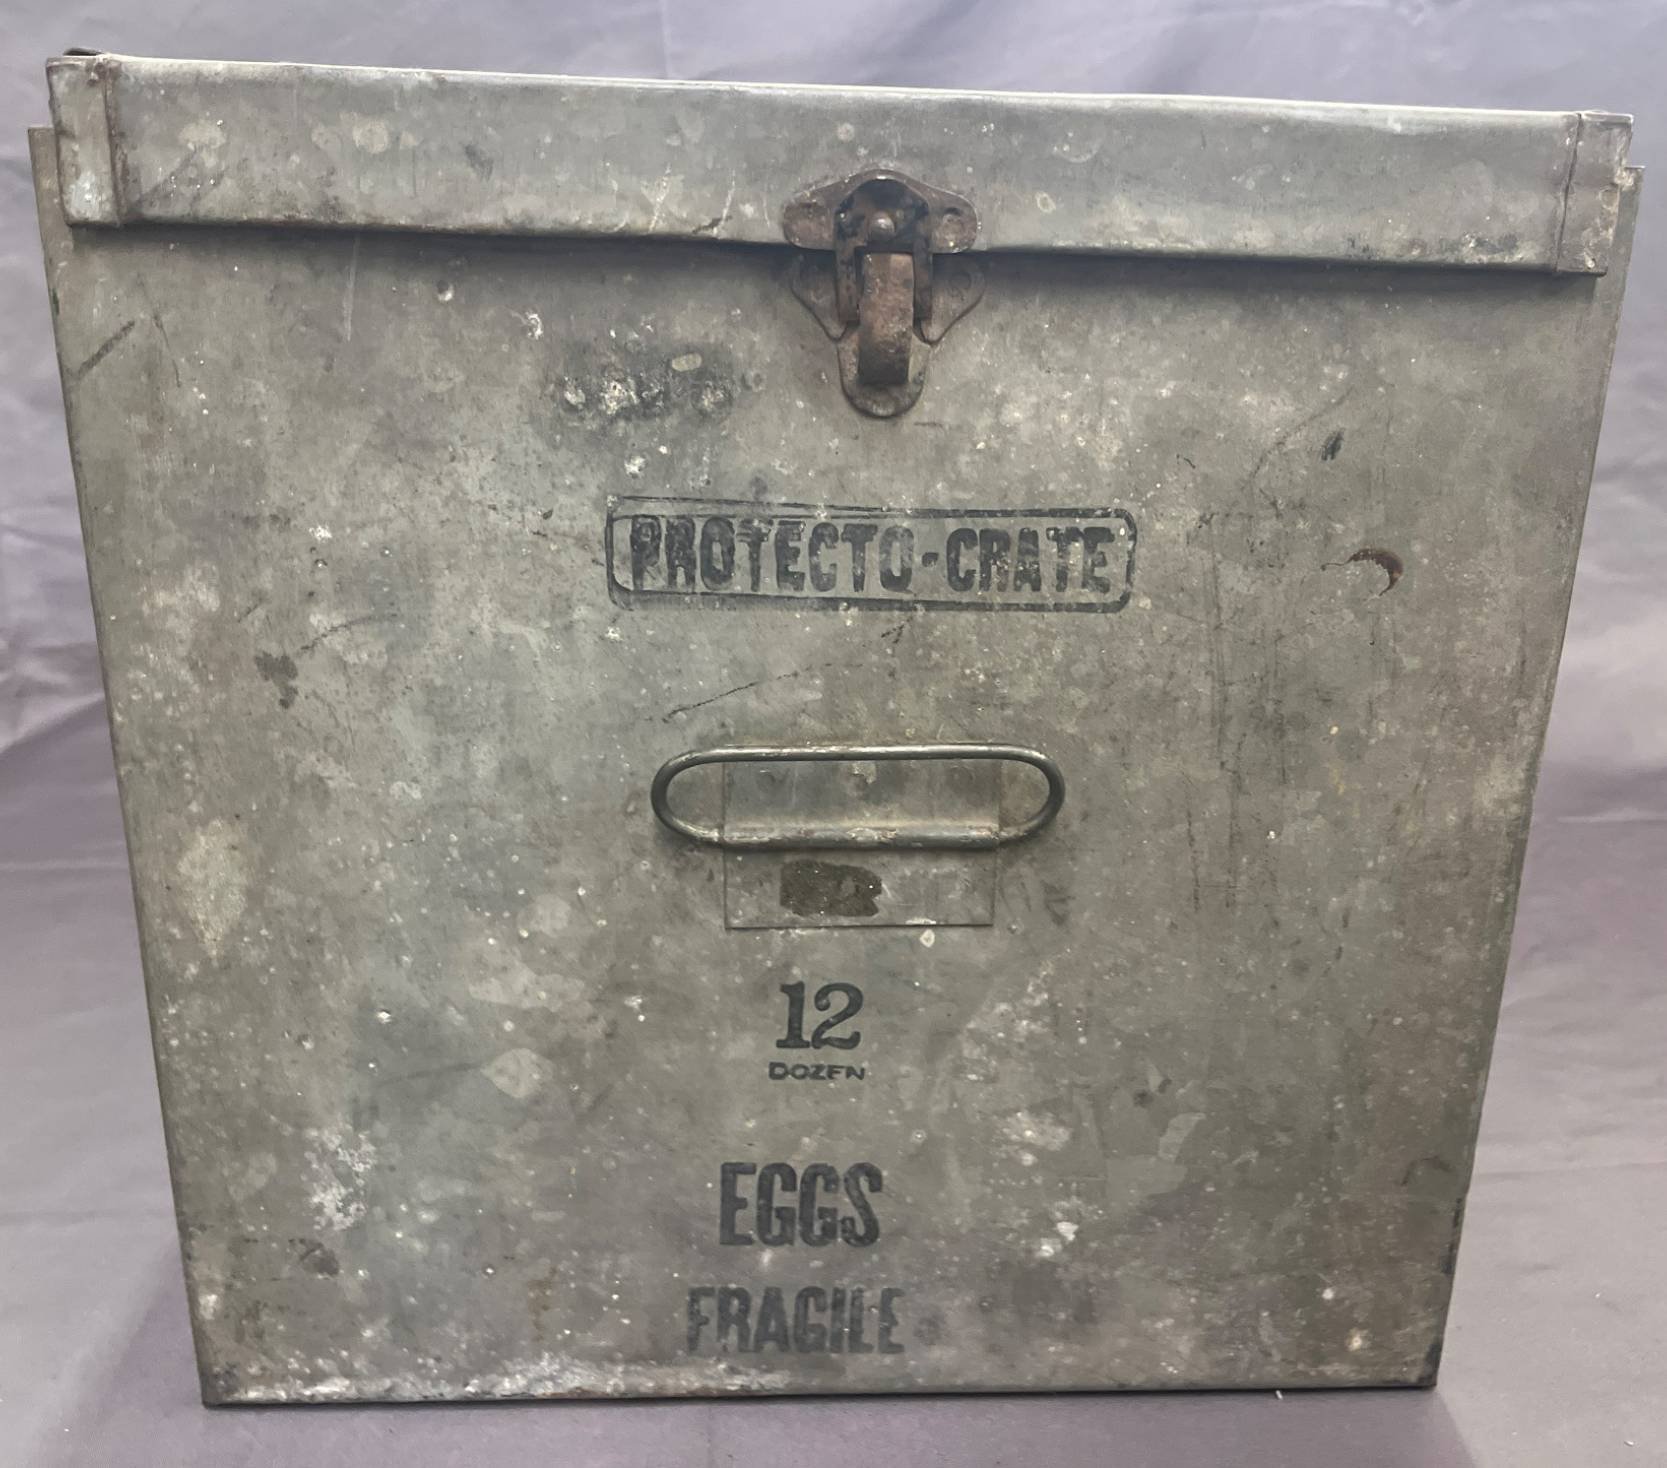 PROTECTO-CRATE
12
DOZEN
EGGS
FRAGILE